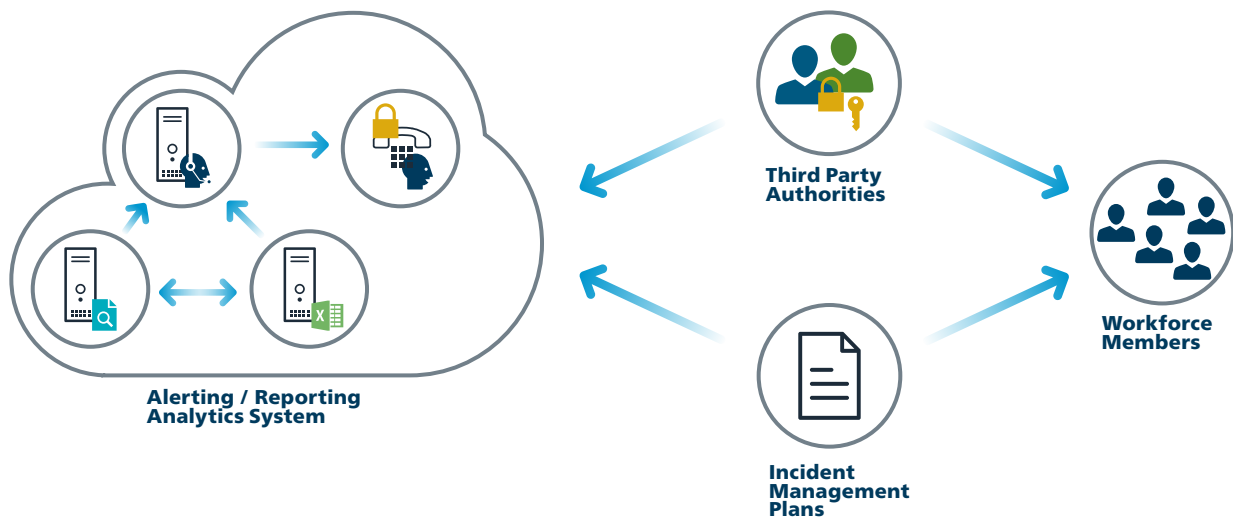 Third Party
Authorities
Workforce
Members
Alerting / Reporting
Analytics System
X
Incident
Management
Plans